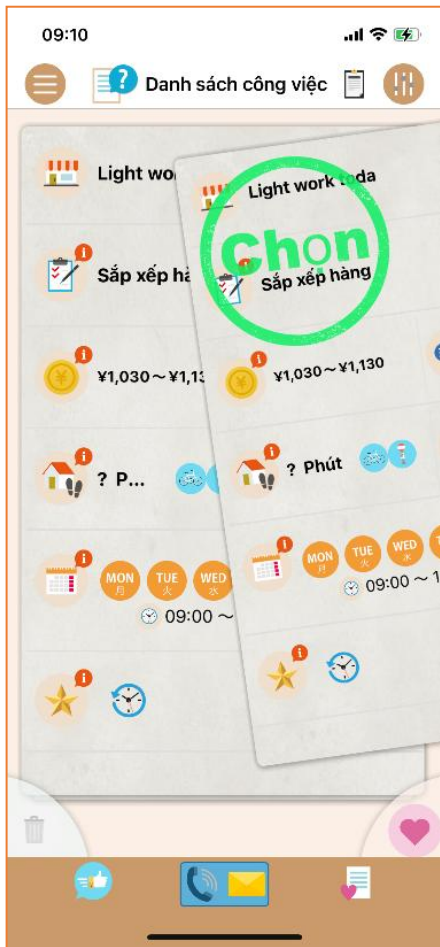 09:10
Danh sách công việc
Light wo
Sắp xếp hà
¥1,030～¥1,13
? P...
MON 月 TUE 火 WED 水
09:00 ～
Light work toda
Chọn
Sắp xếp hàng
¥1,030～¥1,130
? Phút
MON 月 TUE 火 WED 水 T
09:00 ～ 1